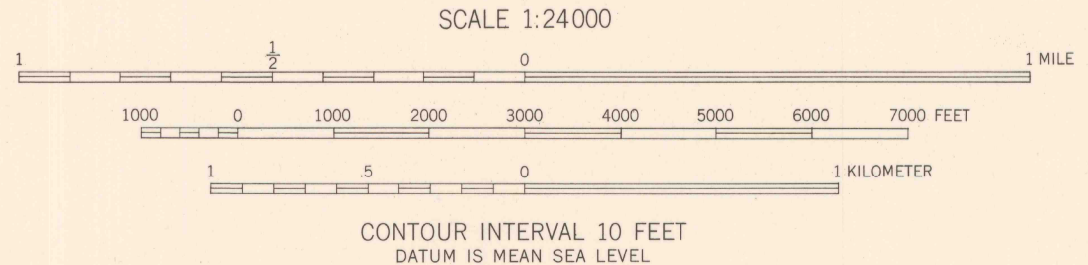 SCALE 1:24000
1 1/2 0 1 MILE
1000 0 1000 2000 3000 4000 5000 6000 7000 FEET
1 .5 0 1 KILOMETER
CONTOUR INTERVAL 10 FEET
DATUM IS MEAN SEA LEVEL